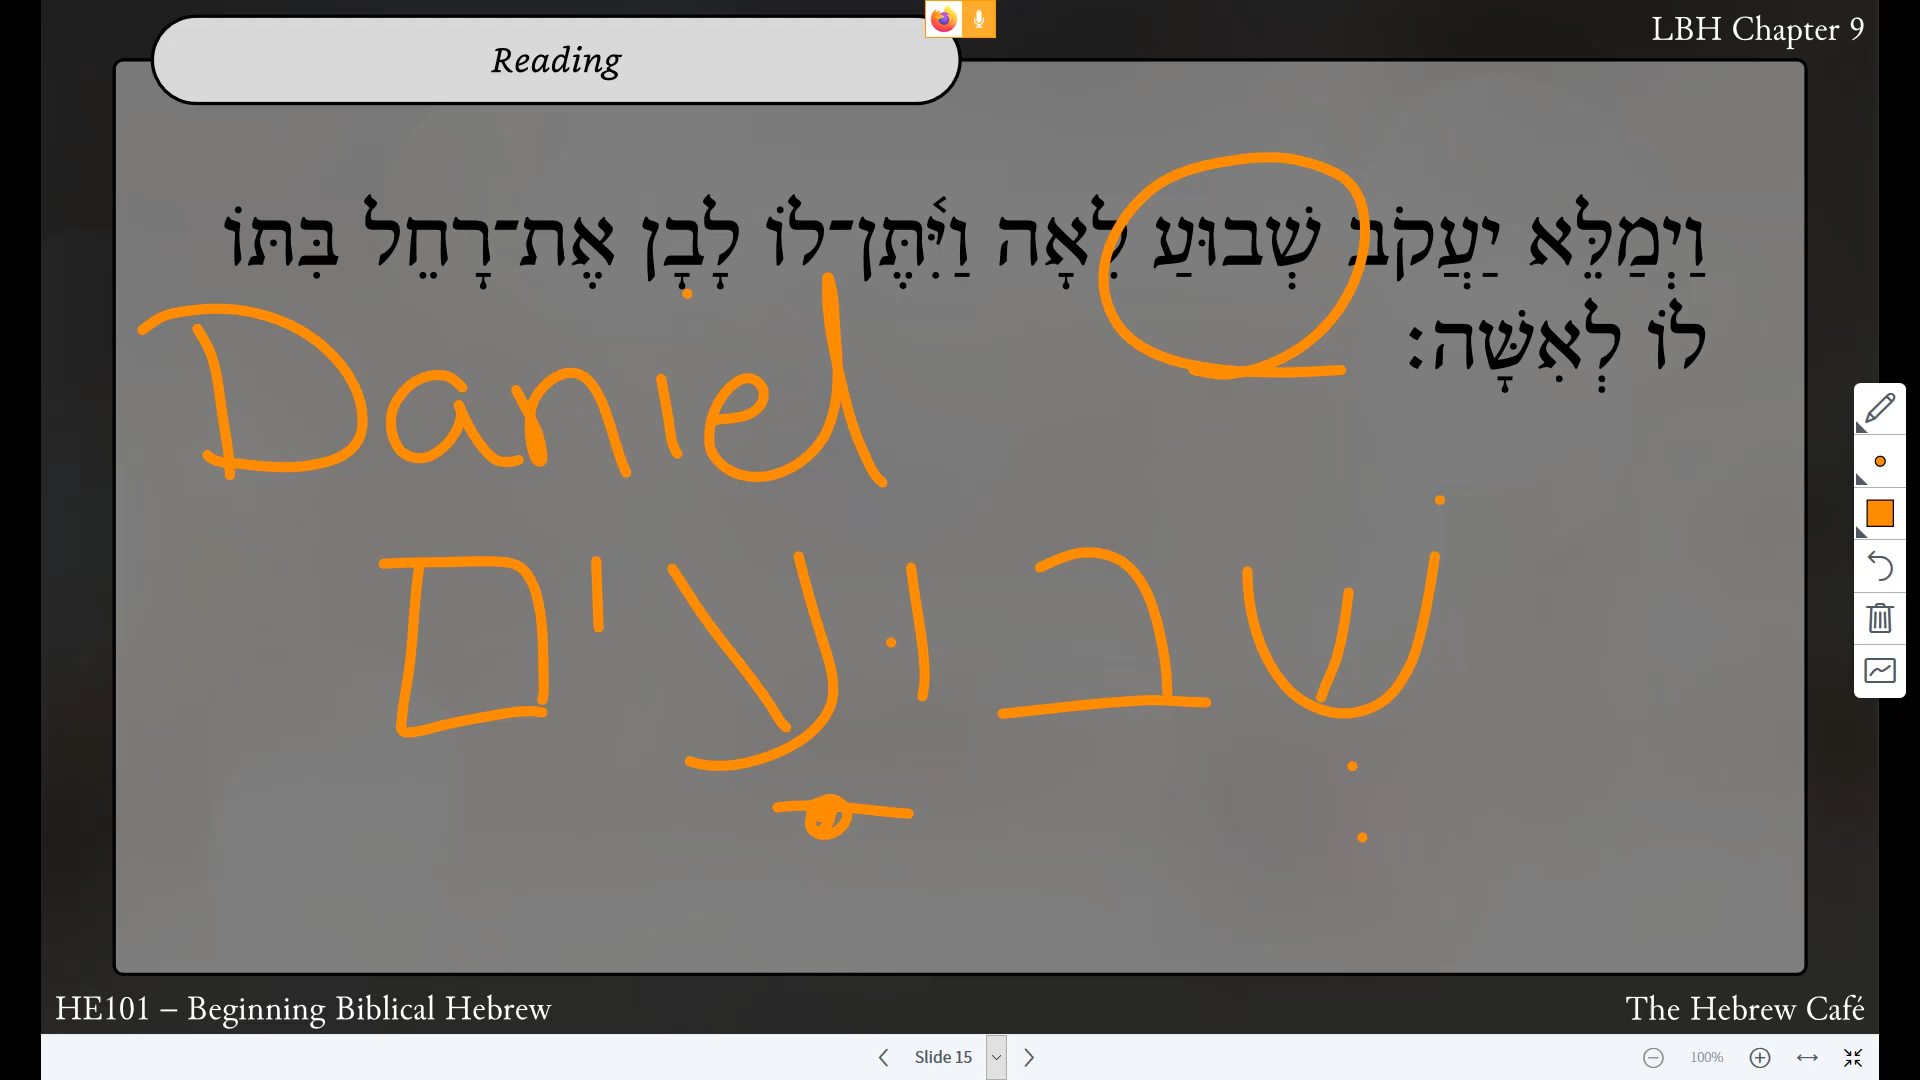 Reading
LBH Chapter 9
וַיְמַלֵּא יַעֲקֹב שְׁבוּעַ לְאָה וַיִּ֫תֶּן־לוֹ לָבָן אֶת־רָחֵל בִּתּוֹ
לוֹ לְאִשָּׁה׃
Daniel
שְׁבוּעַים
HE101 – Beginning Biblical Hebrew
The Hebrew Café
Slide 15
100%